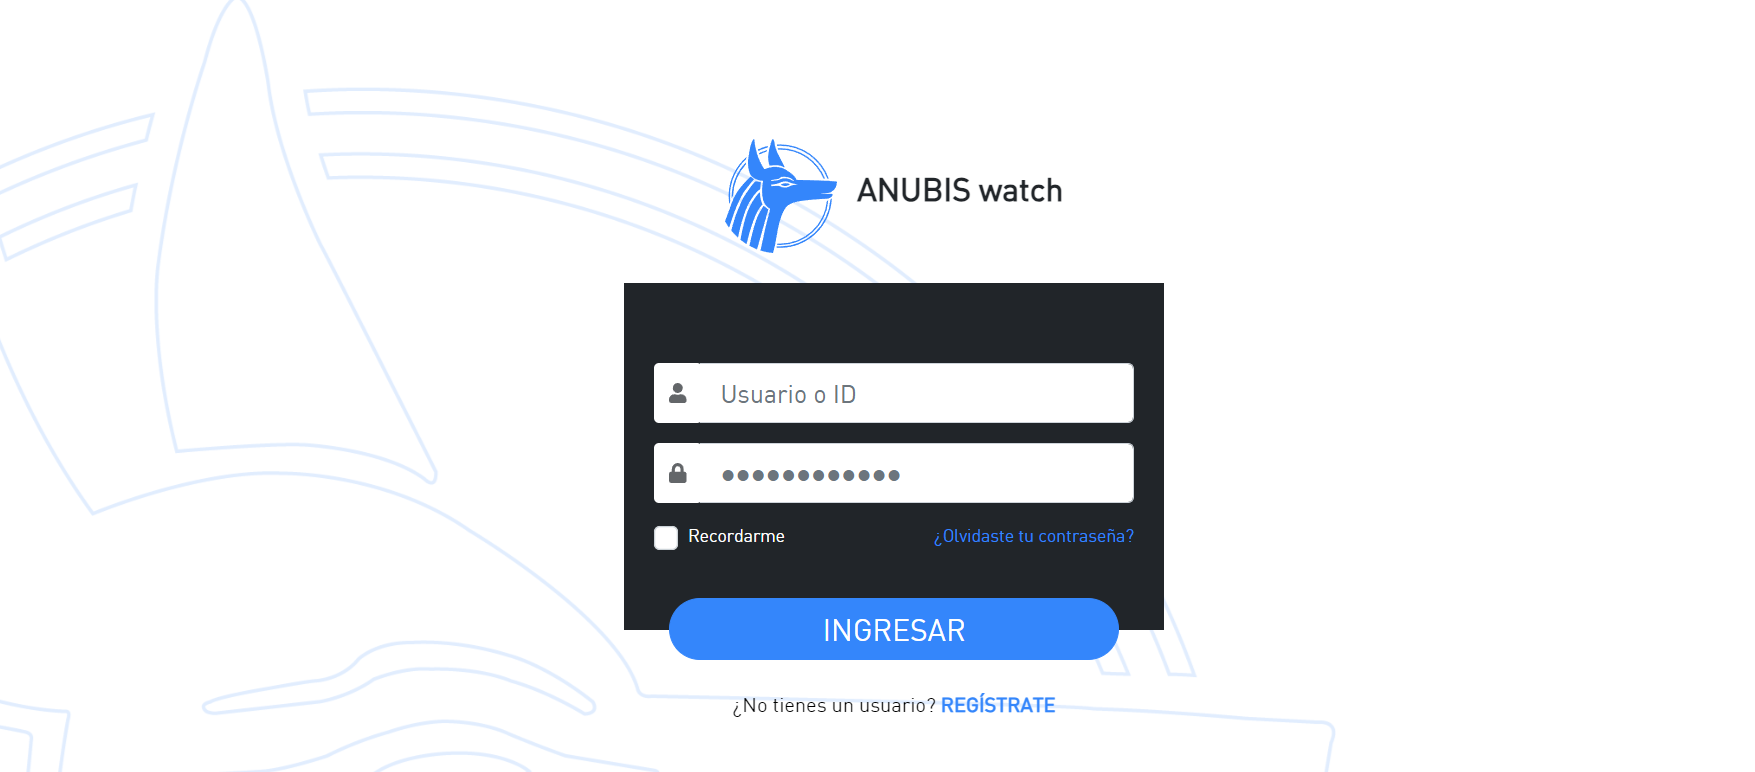 ANUBIS watch
Usuario o ID
●●●●●●●●●●●●
Recordarme
¿Olvidaste tu contraseña?
INGRESAR
¿No tienes un usuario? REGÍSTRATE